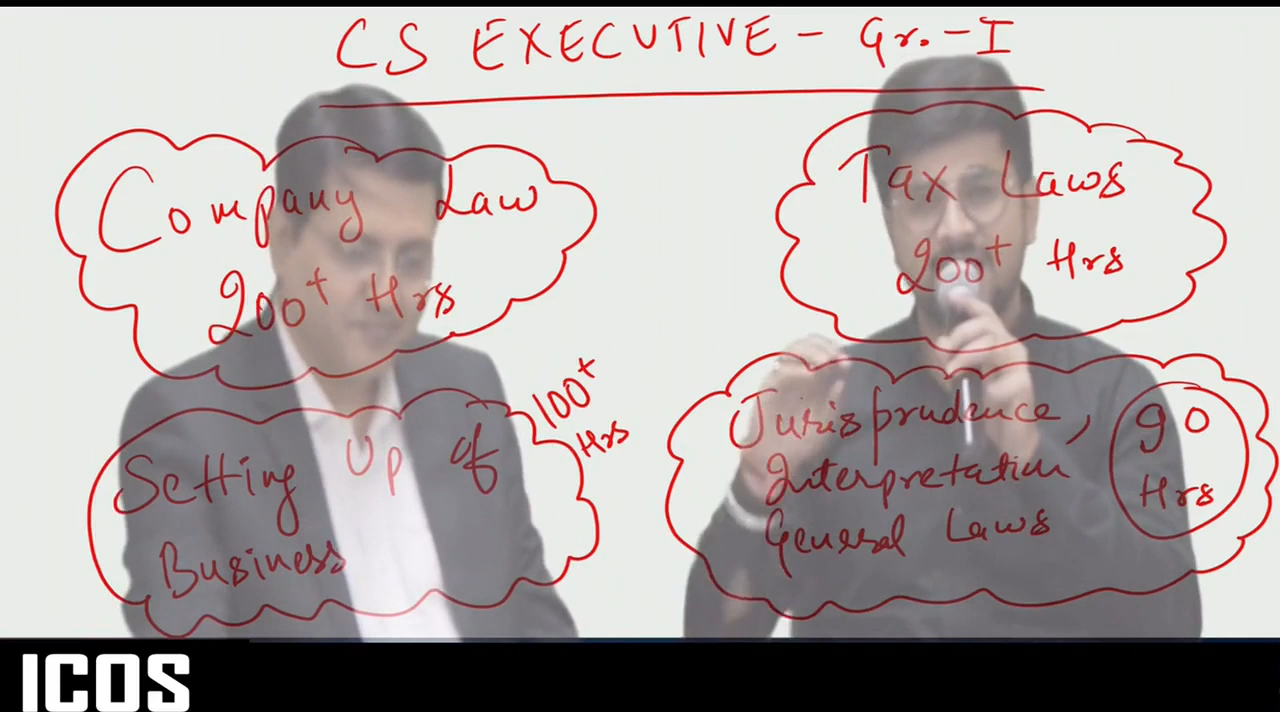 CS EXECUTIVE - Gr.-I
Company Law
200+ Hrs
Tax Laws
200+ Hrs
Setting Up of
Business
100+
Hrs
Jurisprudence,
Interpretation
General Laws
90
Hrs
ICOS